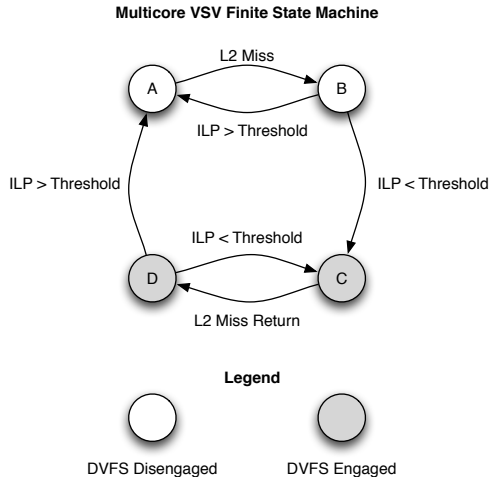 Multicore VSV Finite State Machine
L2 Miss
A
B
ILP > Threshold
ILP > Threshold
ILP < Threshold
ILP < Threshold
D
C
L2 Miss Return
Legend
DVFS Disengaged
DVFS Engaged